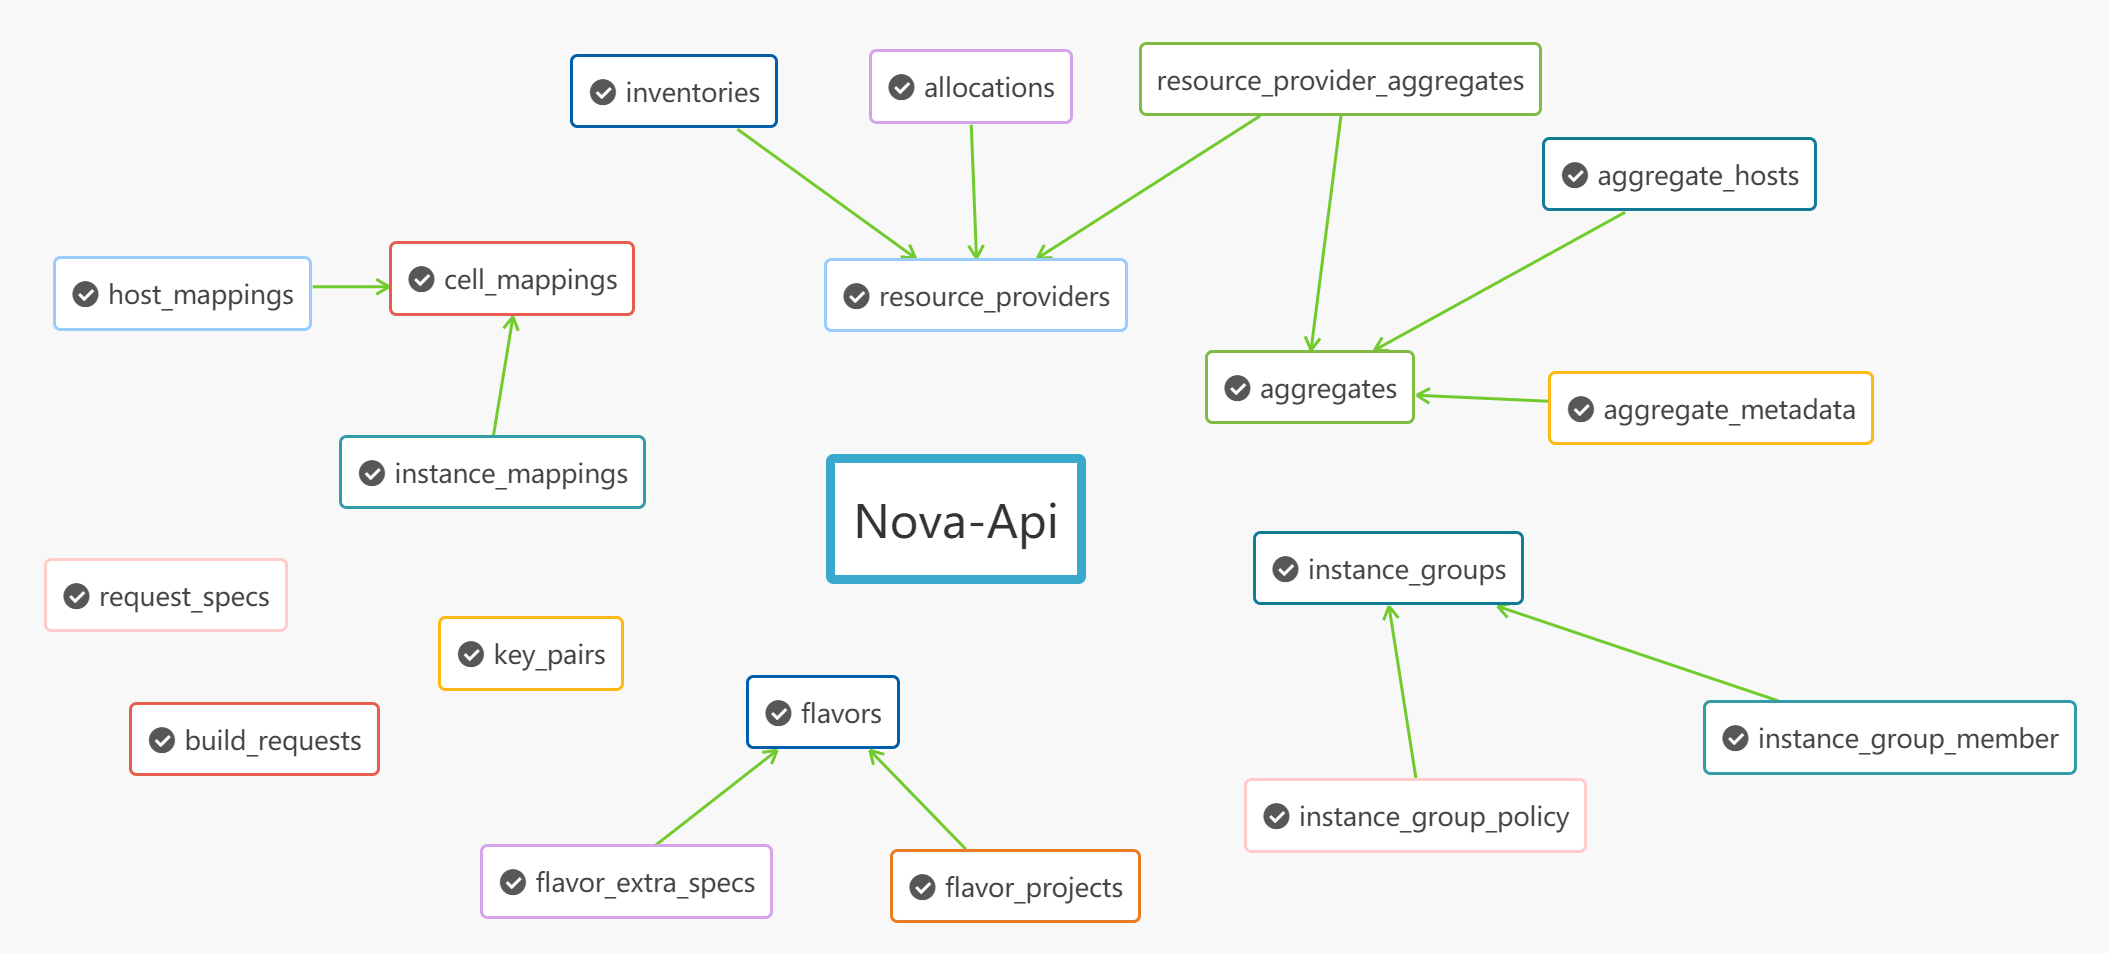 inventories
allocations
resource_provider_aggregates
aggregate_hosts
host_mappings
cell_mappings
resource_providers
aggregates
aggregate_metadata
instance_mappings
Nova-Api
instance_groups
request_specs
key_pairs
flavors
build_requests
instance_group_member
instance_group_policy
flavor_extra_specs
flavor_projects